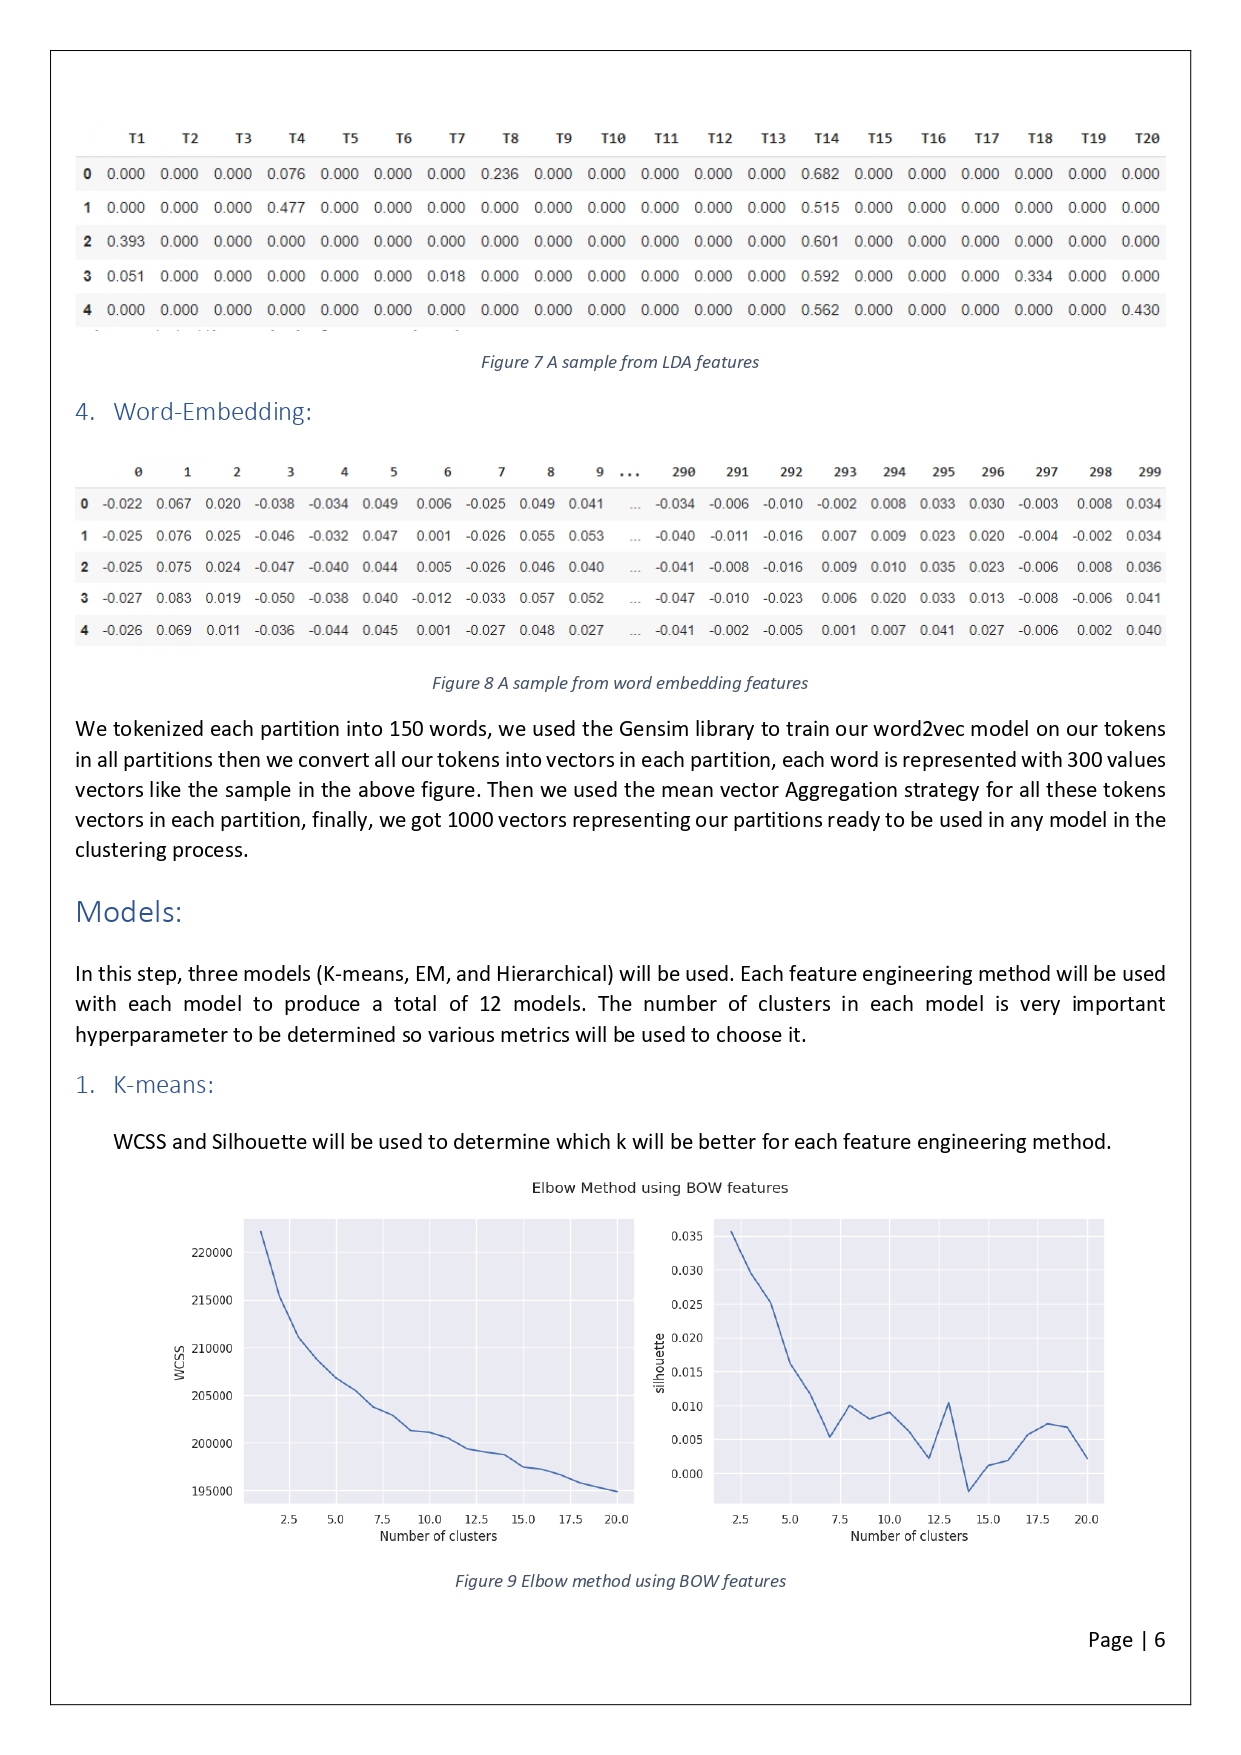 T1 T2 T3 T4 T5 T6 T7 T8 T9 T10 T11 T12 T13 T14 T15 T16 T17 T18 T19 T20
0 0.000 0.000 0.000 0.076 0.000 0.000 0.000 0.236 0.000 0.000 0.000 0.000 0.000 0.682 0.000 0.000 0.000 0.000 0.000 0.000
1 0.000 0.000 0.000 0.477 0.000 0.000 0.000 0.000 0.000 0.000 0.000 0.000 0.000 0.515 0.000 0.000 0.000 0.000 0.000 0.000
2 0.393 0.000 0.000 0.000 0.000 0.000 0.000 0.000 0.000 0.000 0.000 0.000 0.000 0.601 0.000 0.000 0.000 0.000 0.000 0.000
3 0.051 0.000 0.000 0.000 0.000 0.000 0.018 0.000 0.000 0.000 0.000 0.000 0.000 0.592 0.000 0.000 0.000 0.334 0.000 0.000
4 0.000 0.000 0.000 0.000 0.000 0.000 0.000 0.000 0.000 0.000 0.000 0.000 0.000 0.562 0.000 0.000 0.000 0.000 0.000 0.430
Figure 7 A sample from LDA features
4. Word-Embedding:
0 1 2 3 4 5 6 7 8 9 ... 290 291 292 293 294 295 296 297 298 299
0 -0.022 0.067 0.020 -0.038 -0.034 0.049 0.006 -0.025 0.049 0.041 ... -0.034 -0.006 -0.010 -0.002 0.008 0.033 0.030 -0.003 0.008 0.034
1 -0.025 0.076 0.025 -0.046 -0.032 0.047 0.001 -0.026 0.055 0.053 ... -0.040 -0.011 -0.016 0.007 0.009 0.023 0.020 -0.004 -0.002 0.034
2 -0.025 0.075 0.024 -0.047 -0.040 0.044 0.005 -0.026 0.046 0.040 ... -0.041 -0.008 -0.016 0.009 0.010 0.035 0.023 -0.006 0.008 0.036
3 -0.027 0.083 0.019 -0.050 -0.038 0.040 -0.012 -0.033 0.057 0.052 ... -0.047 -0.010 -0.023 0.006 0.020 0.033 0.013 -0.008 -0.006 0.041
4 -0.026 0.069 0.011 -0.036 -0.044 0.045 0.001 -0.027 0.048 0.027 ... -0.041 -0.002 -0.005 0.001 0.007 0.041 0.027 -0.006 0.002 0.040
Figure 8 A sample from word embedding features
We tokenized each partition into 150 words, we used the Gensim library to train our word2vec model on our tokens
in all partitions then we convert all our tokens into vectors in each partition, each word is represented with 300 values
vectors like the sample in the above figure. Then we used the mean vector Aggregation strategy for all these tokens
vectors in each partition, finally, we got 1000 vectors representing our partitions ready to be used in any model in the
clustering process.
Models:
In this step, three models (K-means, EM, and Hierarchical) will be used. Each feature engineering method will be used
with each model to produce a total of 12 models. The number of clusters in each model is very important
hyperparameter to be determined so various metrics will be used to choose it.
1. K-means:
WCSS and Silhouette will be used to determine which k will be better for each feature engineering method.
Elbow Method using BOW features
WCSS
220000
215000
210000
205000
200000
195000
2.5 5.0 7.5 10.0 12.5 15.0 17.5 20.0
Number of clusters
silhouette
0.035
0.030
0.025
0.020
0.015
0.010
0.005
0.000
2.5 5.0 7.5 10.0 12.5 15.0 17.5 20.0
Number of clusters
Figure 9 Elbow method using BOW features
Page | 6